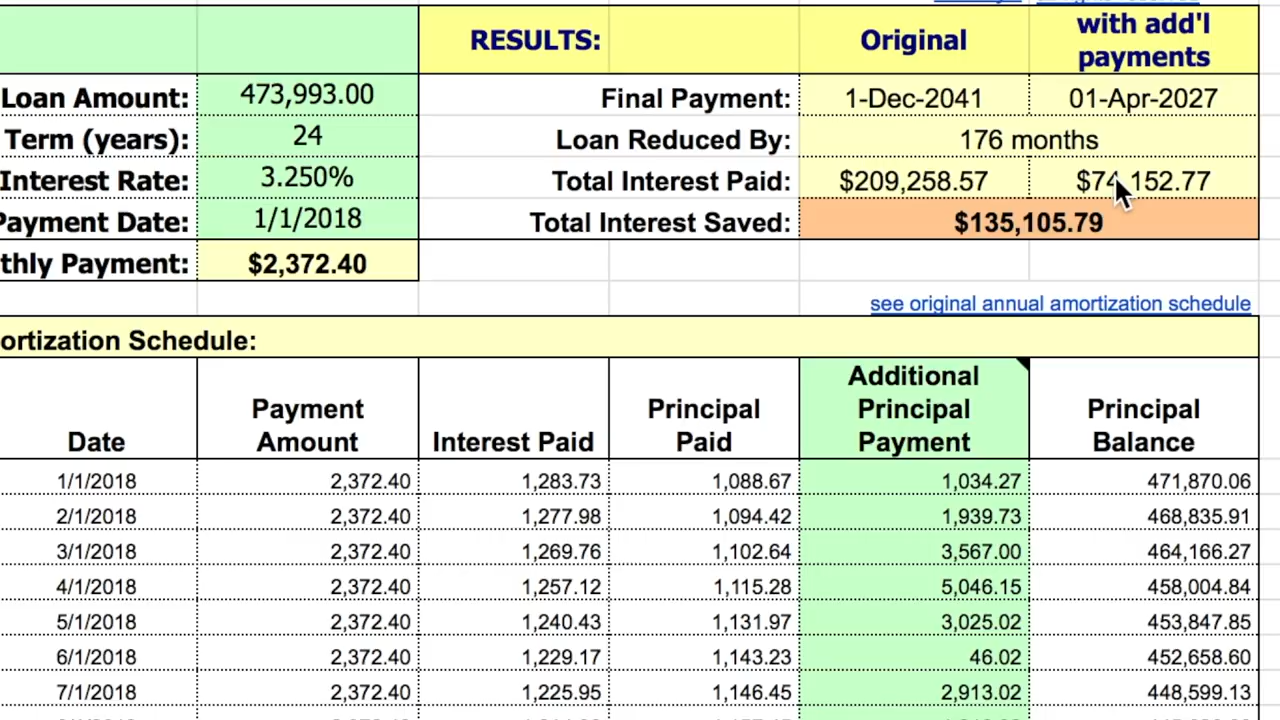 with add'l
RESULTS: Original payments
Loan Amount: 473,993.00 Final Payment: 1-Dec-2041 01-Apr-2027
Term (years): 24 Loan Reduced By: 176 months
Interest Rate: 3.250% Total Interest Paid: $209,258.57 $74,152.77
Payment Date: 1/1/2018 Total Interest Saved: $135,105.79
thly Payment: $2,372.40
see original annual amortization schedule
ortization Schedule:
Additional
Payment Principal Principal Principal
Date Amount Interest Paid Paid Payment Balance
1/1/2018 2,372.40 1,283.73 1,088.67 1,034.27 471,870.06
2/1/2018 2,372.40 1,277.98 1,094.42 1,939.73 468,835.91
3/1/2018 2,372.40 1,269.76 1,102.64 3,567.00 464,166.27
4/1/2018 2,372.40 1,257.12 1,115.28 5,046.15 458,004.84
5/1/2018 2,372.40 1,240.43 1,131.97 3,025.02 453,847.85
6/1/2018 2,372.40 1,229.17 1,143.23 46.02 452,658.60
7/1/2018 2,372.40 1,225.95 1,146.45 2,913.02 448,599.13